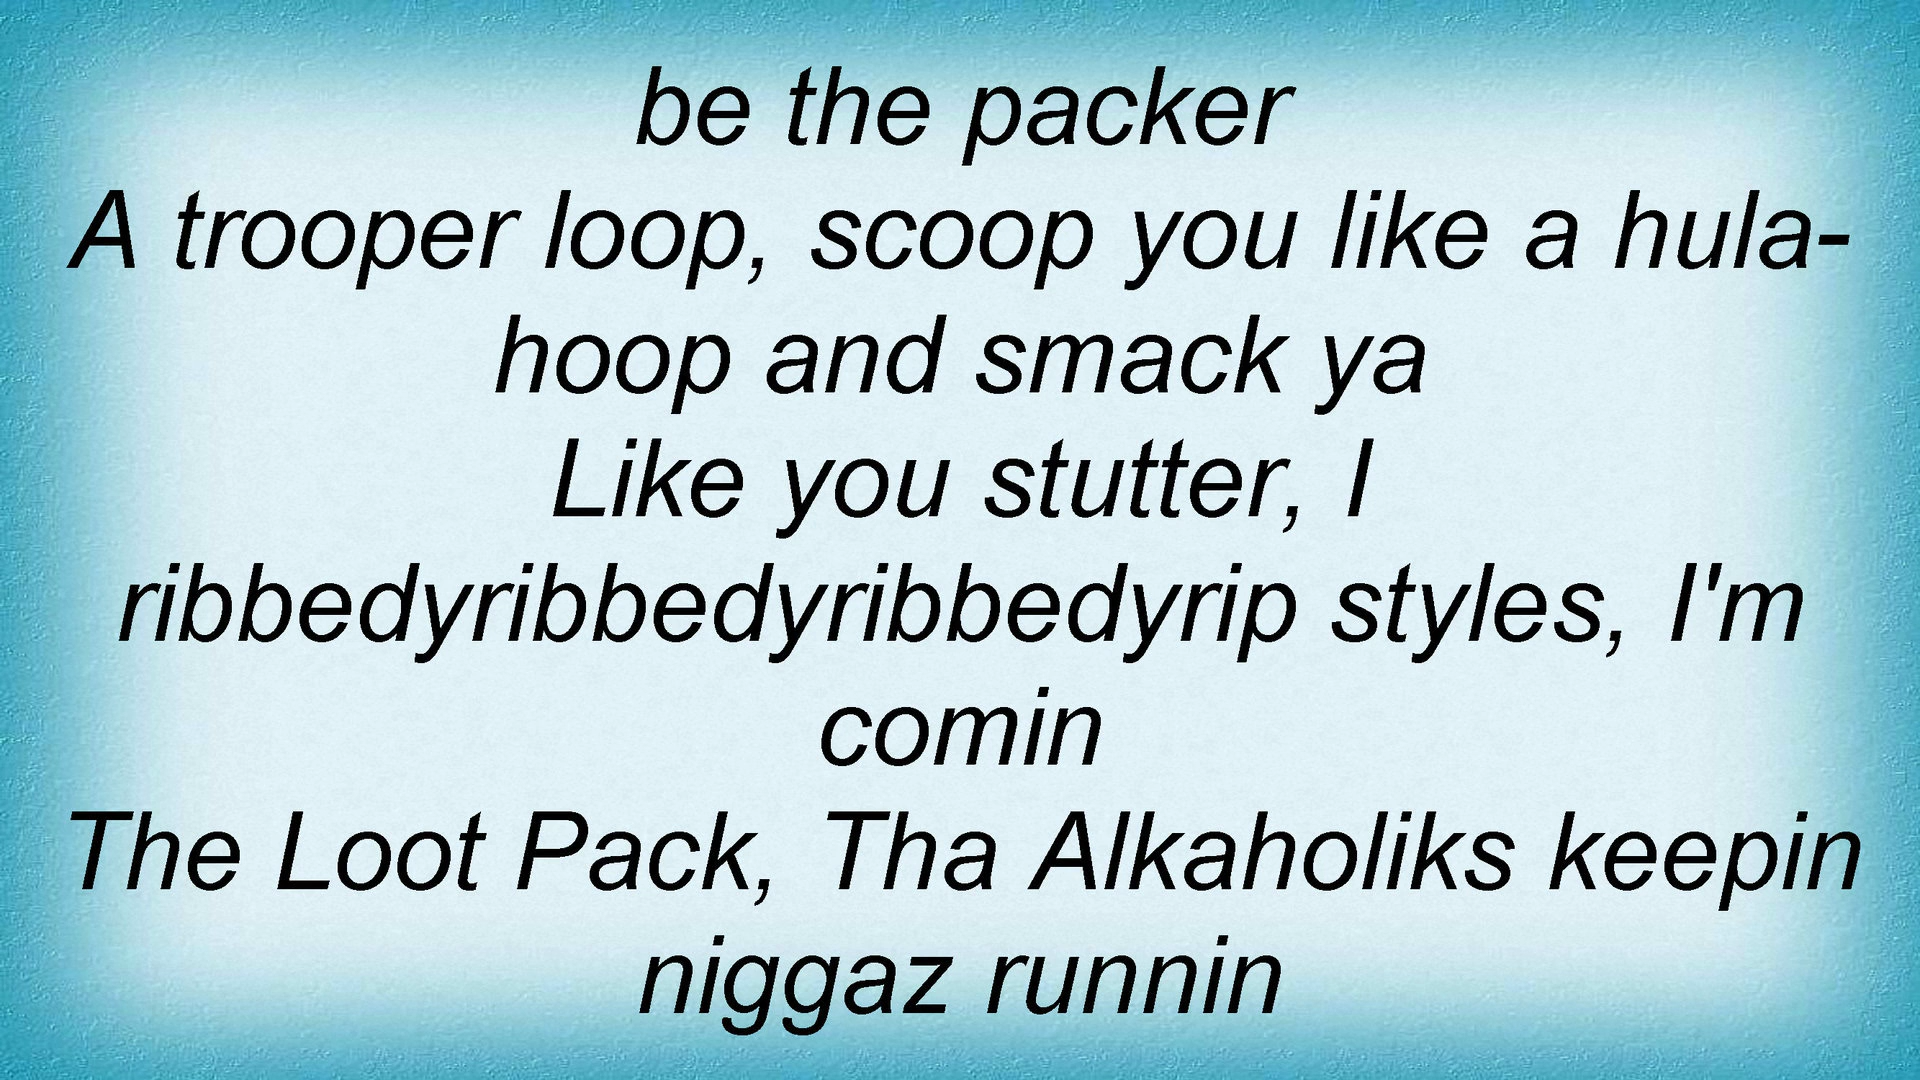 be the packer
A trooper loop, scoop you like a hula-
hoop and smack ya
Like you stutter, I
ribbedyribbedyribbedyrip styles, I'm
comin
The Loot Pack, Tha Alkaholiks keepin
niggaz runnin